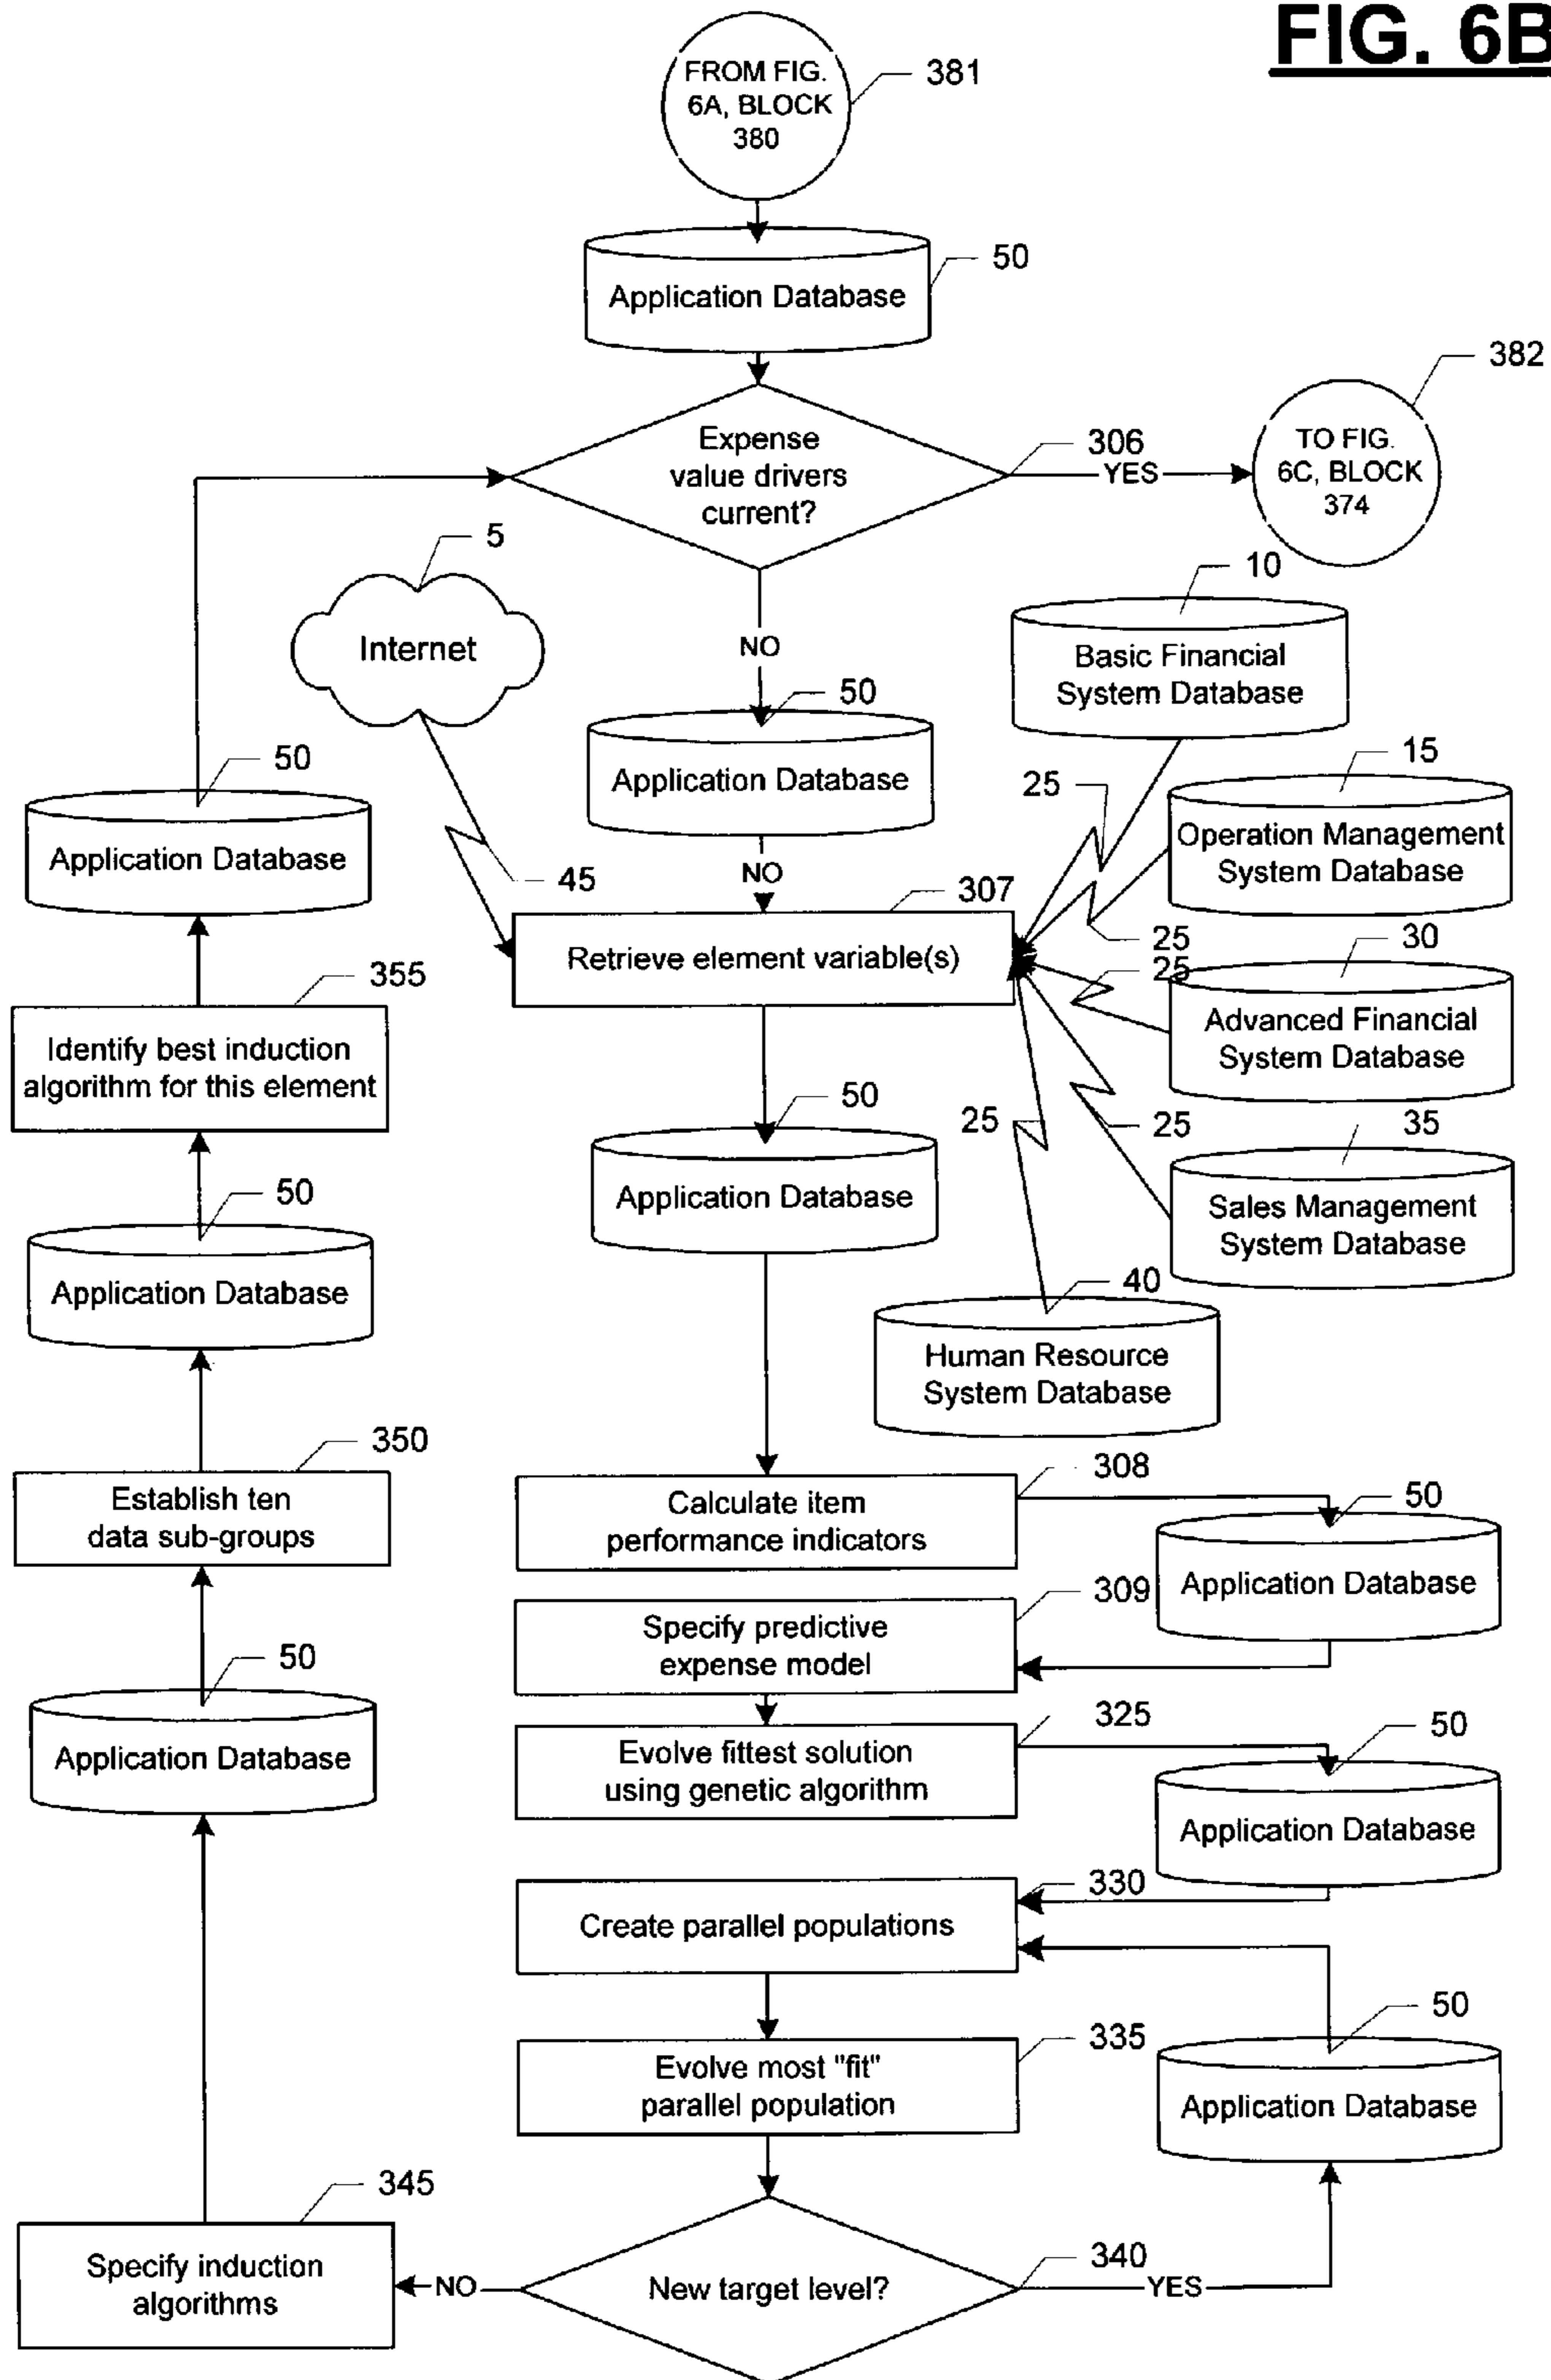 FIG. 6B
FROM FIG.
6A, BLOCK
380
381
50
Application Database
382
Expense
value drivers
current?
306
YES
TO FIG.
6C, BLOCK
374
5
Internet
NO
10
Basic Financial
System Database
50
Application Database
50
Application Database
25
15
Operation Management
System Database
45
NO
307
Retrieve element variable(s)
25
25
30
Advanced Financial
System Database
355
Identify best induction
algorithm for this element
50
Application Database
25
25
35
Sales Management
System Database
50
Application Database
40
Human Resource
System Database
350
Establish ten
data sub-groups
308
Calculate item
performance indicators
50
Application Database
309
Specify predictive
expense model
50
Application Database
325
Evolve fittest solution
using genetic algorithm
50
Application Database
330
Create parallel populations
50
Application Database
335
Evolve most "fit"
parallel population
345
Specify induction
algorithms
NO
New target level?
340
YES